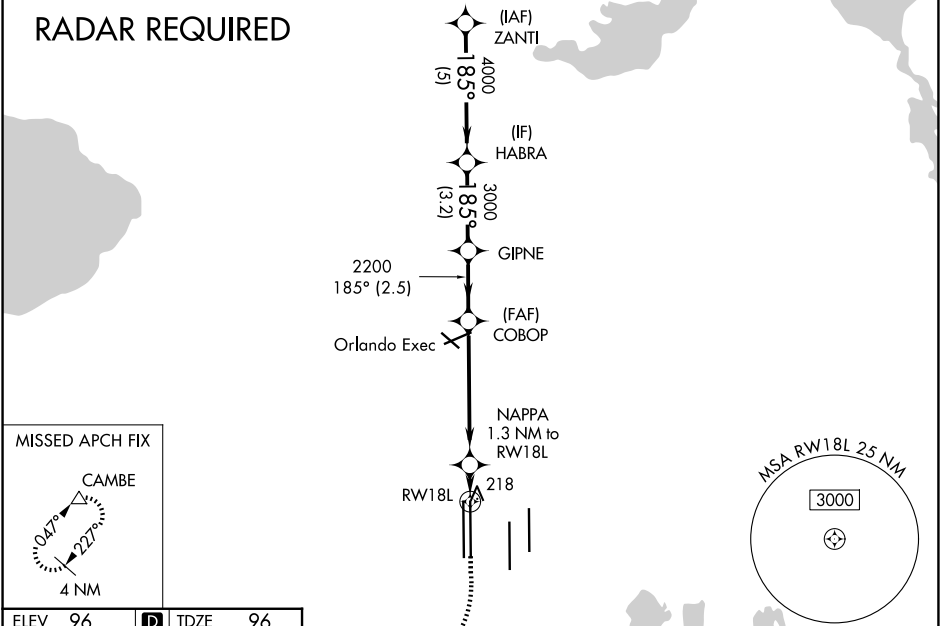 RADAR REQUIRED
(IAF)
ZANTI
4000
185°
(5)
(IF)
HABRA
3000
185°
(3.2)
GIPNE
2200
185° (2.5)
(FAF)
COBOP
Orlando Exec
NAPPA
1.3 NM to
RW18L
RW18L
218
MISSED APCH FIX
CAMBE
047°
227°
4 NM
MSA RW18L 25 NM
3000
ELEV 96 D TDZE 96